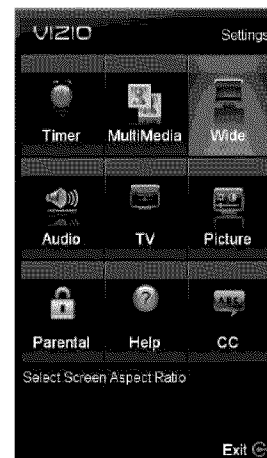 VIZIO Settings
Timer MultiMedia Wide
Audio TV Picture
Parental Help CC
Select Screen Aspect Ratio
Exit